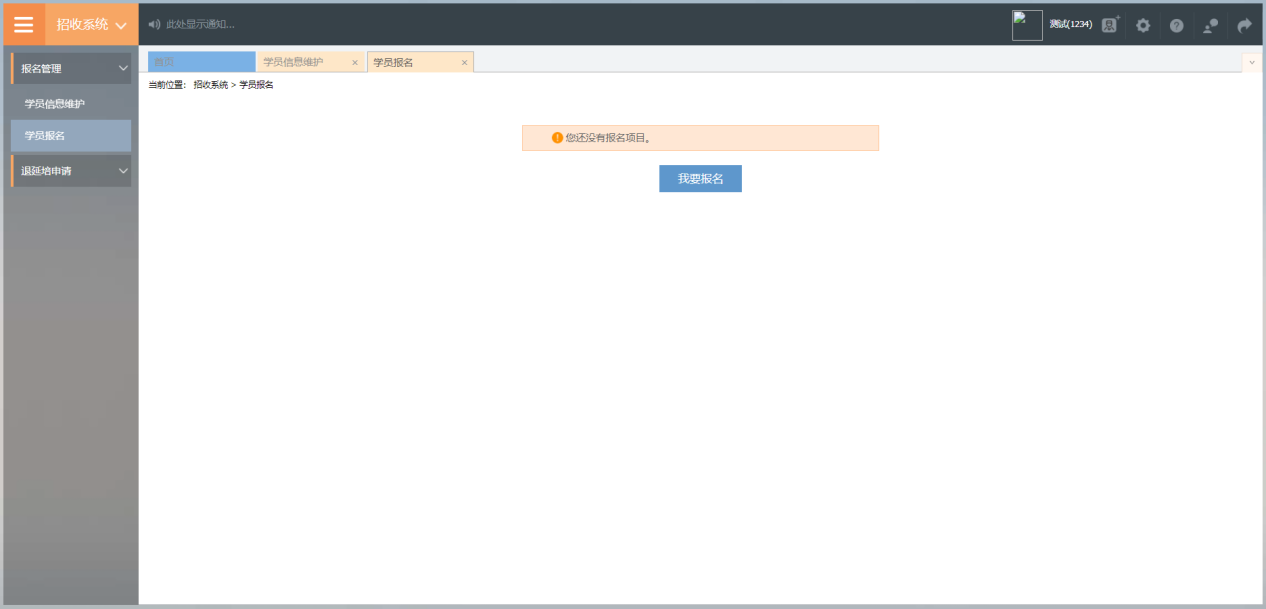 招收系统
此处显示通知...
测试(1234)
报名管理
学员信息维护
学员报名
退延培申请
首页
学员信息维护 ×
学员报名 ×
当前位置: 招收系统 > 学员报名
您还没有报名项目。
我要报名